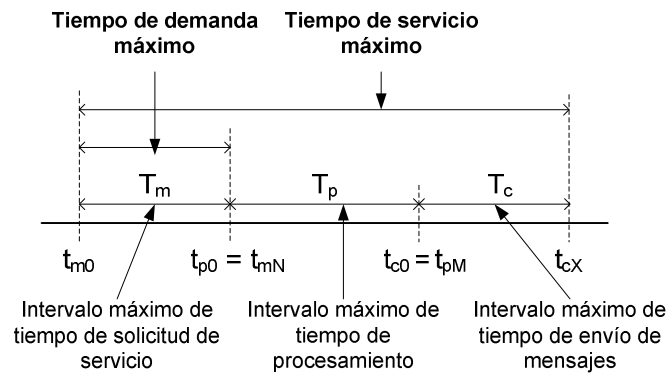 Tiempo de demanda
máximo
Tiempo de servicio
máximo
Tm
Tp
Tc
tm0
tp0 = tmN
tc0 = tpM
tcX
Intervalo máximo de
tiempo de solicitud de
servicio
Intervalo máximo de
tiempo de
procesamiento
Intervalo máximo de
tiempo de envío de
mensajes